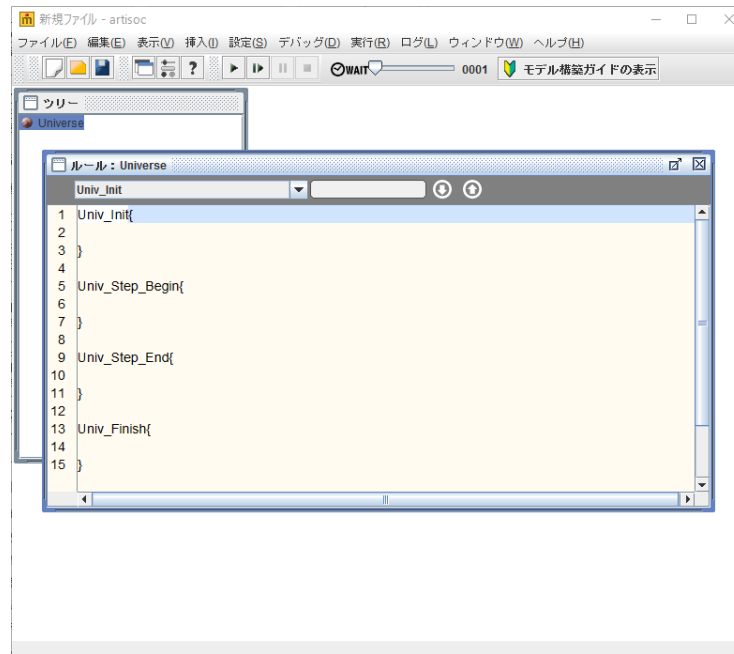 新規ファイル - artisoc
ファイル(F) 編集(E) 表示(V) 挿入(I) 設定(S) デバッグ(D) 実行(R) ログ(L) ウィンドウ(W) ヘルプ(H)
? WAIT 0001 モデル構築ガイドの表示
ツリー
Universe
ルール：Universe
Univ_Init
1 Univ_Init{
2
3 }
4
5 Univ_Step_Begin{
6
7 }
8
9 Univ_Step_End{
10
11 }
12
13 Univ_Finish{
14
15 }